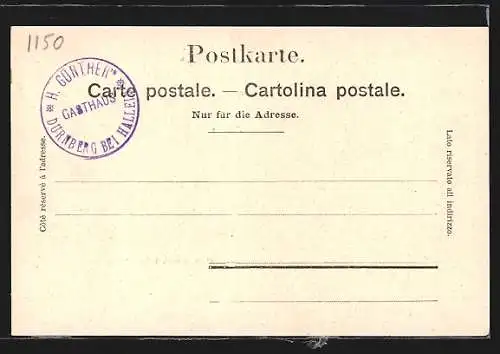 1150
Postkarte.
Carte postale. — Cartolina postale.
Nur für die Adresse.
* H. GÜNTHER'S *
GASTHAUS
DÜRNBERG BEI HALLEIN
Côté réservé à l'adresse.
Lato riservato all indirizzo.